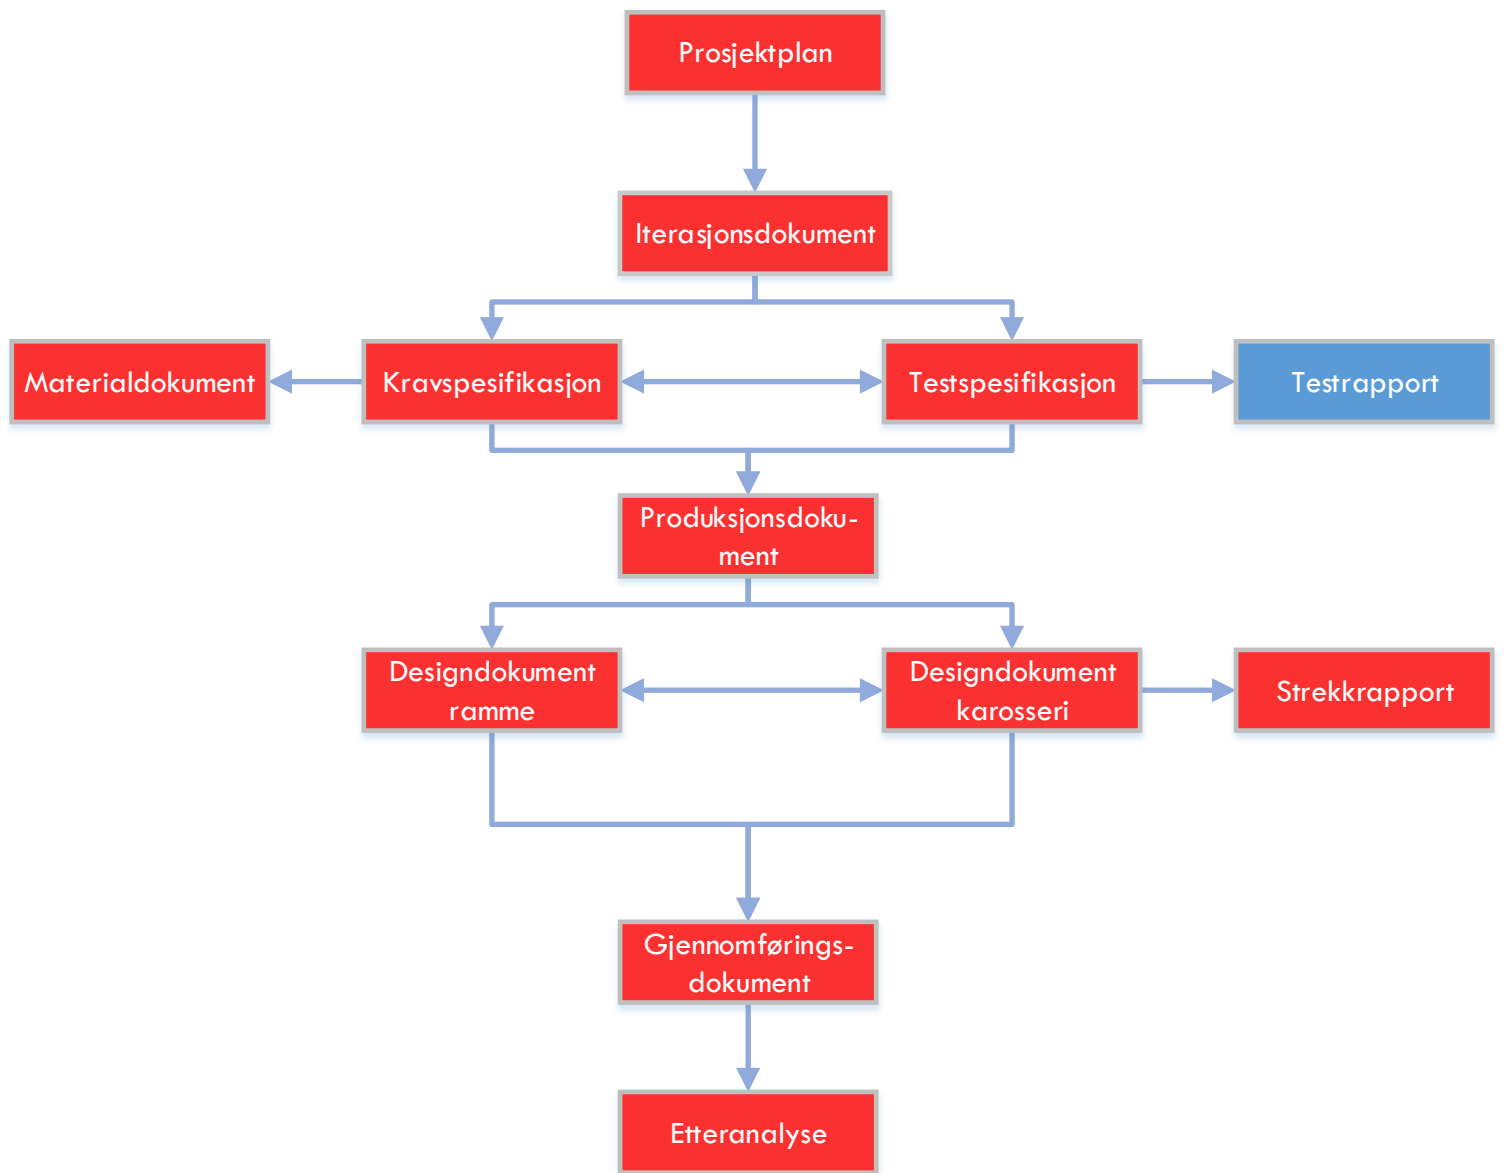 Prosjektplan
Iterasjonsdokument
Materialdokument
Kravspesifikasjon
Testspesifikasjon
Testrapport
Produksjonsdoku-
ment
Designdokument
ramme
Designdokument
karosseri
Strekkrapport
Gjennomførings-
dokument
Etteranalyse